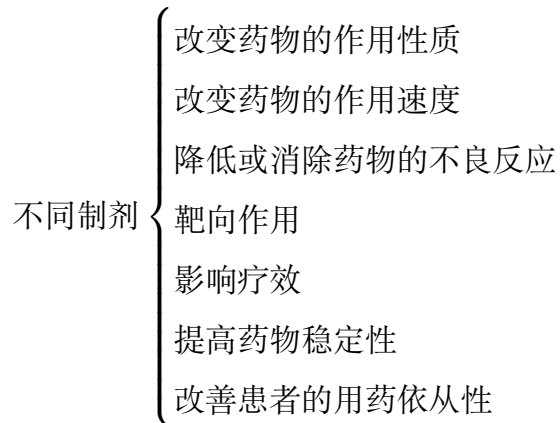 改变药物的作用性质
改变药物的作用速度
降低或消除药物的不良反应
不同制剂
靶向作用
影响疗效
提高药物稳定性
改善患者的用药依从性